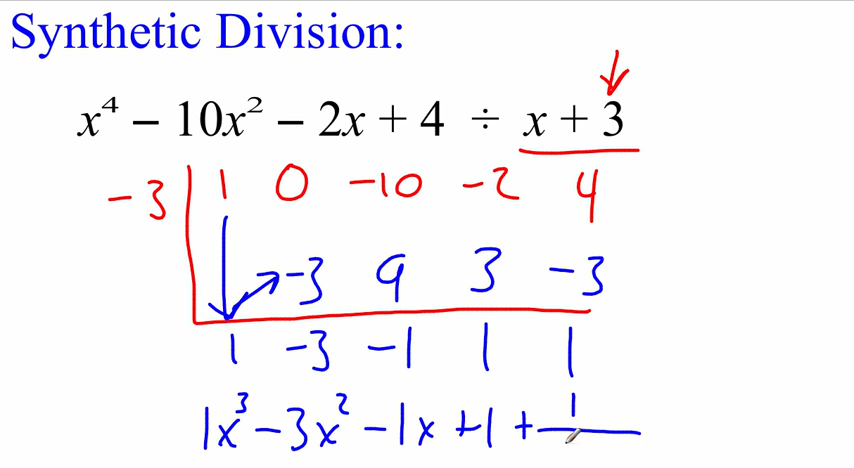 Synthetic Division:
x⁴ − 10x² − 2x + 4 ÷ x + 3
-3 | 1 0 -10 -2 4
-3 9 3 -3
1 -3 -1 1 1
1x³ - 3x² - 1x + 1 + 1/